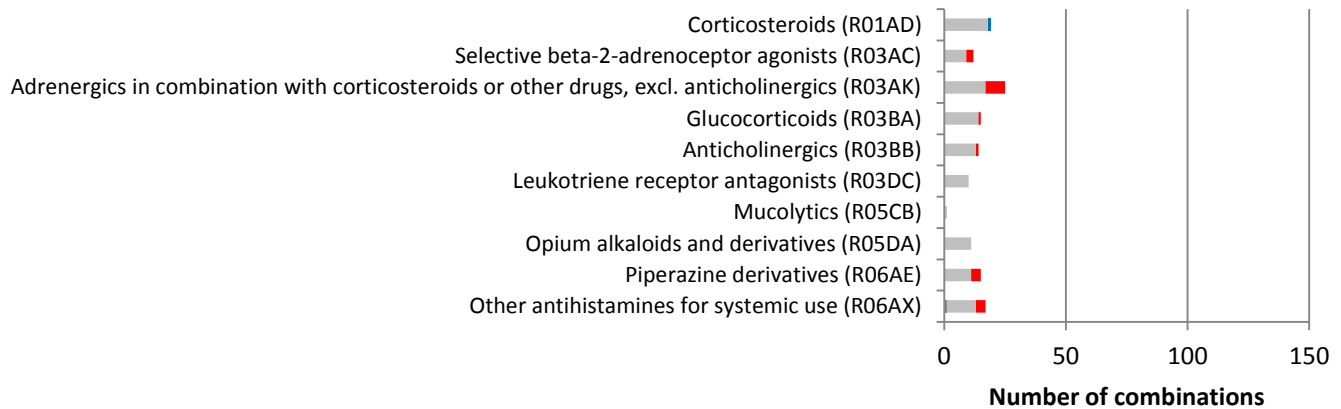 Corticosteroids (R01AD)
Selective beta-2-adrenoceptor agonists (R03AC)
Adrenergics in combination with corticosteroids or other drugs, excl. anticholinergics (R03AK)
Glucocorticoids (R03BA)
Anticholinergics (R03BB)
Leukotriene receptor antagonists (R03DC)
Mucolytics (R05CB)
Opium alkaloids and derivatives (R05DA)
Piperazine derivatives (R06AE)
Other antihistamines for systemic use (R06AX)
0 50 100 150
Number of combinations